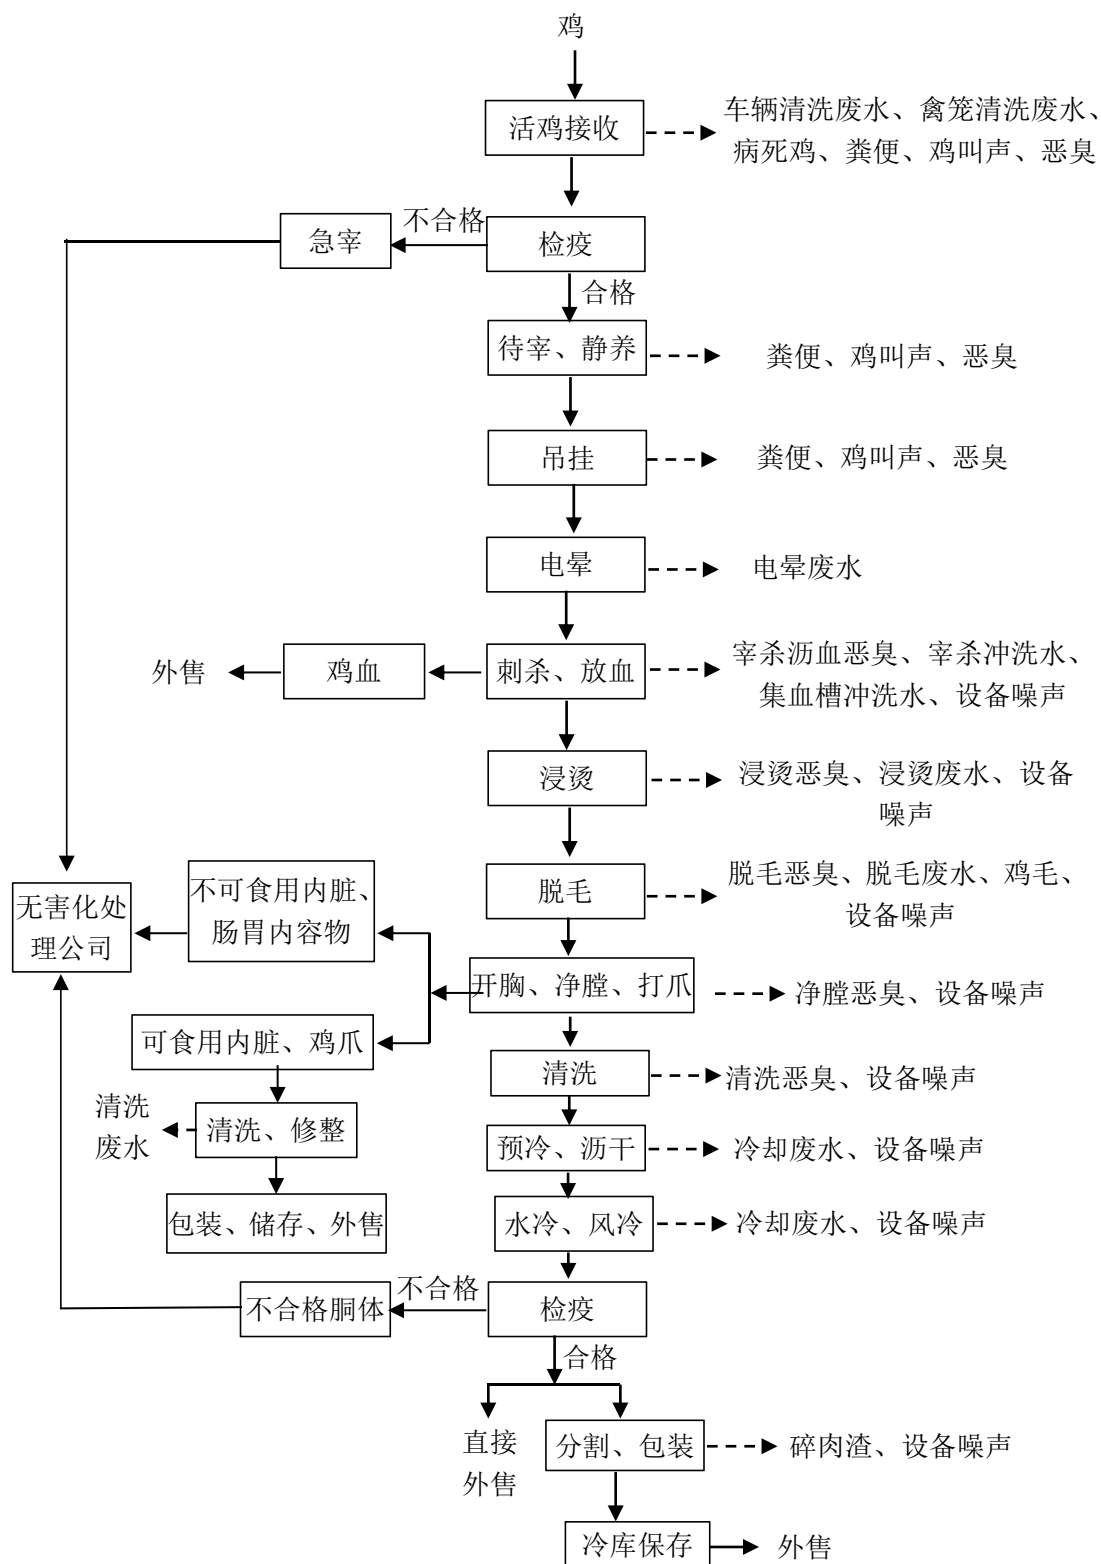 鸡
活鸡接收
车辆清洗废水、禽笼清洗废水、
病死鸡、粪便、鸡叫声、恶臭
急宰
不合格
检疫
合格
待宰、静养
粪便、鸡叫声、恶臭
吊挂
粪便、鸡叫声、恶臭
电晕
电晕废水
外售
鸡血
刺杀、放血
宰杀沥血恶臭、宰杀冲洗水、
集血槽冲洗水、设备噪声
浸烫
浸烫恶臭、浸烫废水、设备
噪声
脱毛
脱毛恶臭、脱毛废水、鸡毛、
设备噪声
无害化处
理公司
不可食用内脏、
肠胃内容物
开胸、净膛、打爪
净膛恶臭、设备噪声
可食用内脏、鸡爪
清洗
清洗恶臭、设备噪声
清洗
废水
清洗、修整
预冷、沥干
冷却废水、设备噪声
包装、储存、外售
水冷、风冷
冷却废水、设备噪声
不合格胴体
不合格
检疫
合格
直接
外售
分割、包装
碎肉渣、设备噪声
冷库保存
外售